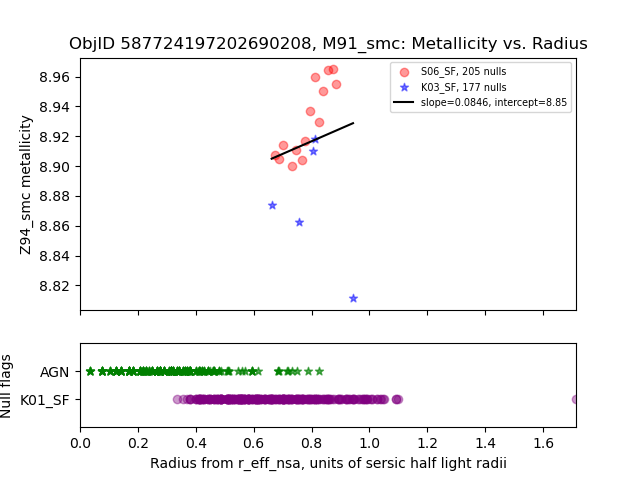 ObjID 587724197202690208, M91_smc: Metallicity vs. Radius
8.96
8.94
8.92
8.90
8.88
8.86
8.84
8.82
Z94_smc metallicity
S06_SF, 205 nulls
K03_SF, 177 nulls
slope=0.0846, intercept=8.85
Null flags
AGN
K01_SF
0.0 0.2 0.4 0.6 0.8 1.0 1.2 1.4 1.6
Radius from r_eff_nsa, units of sersic half light radii